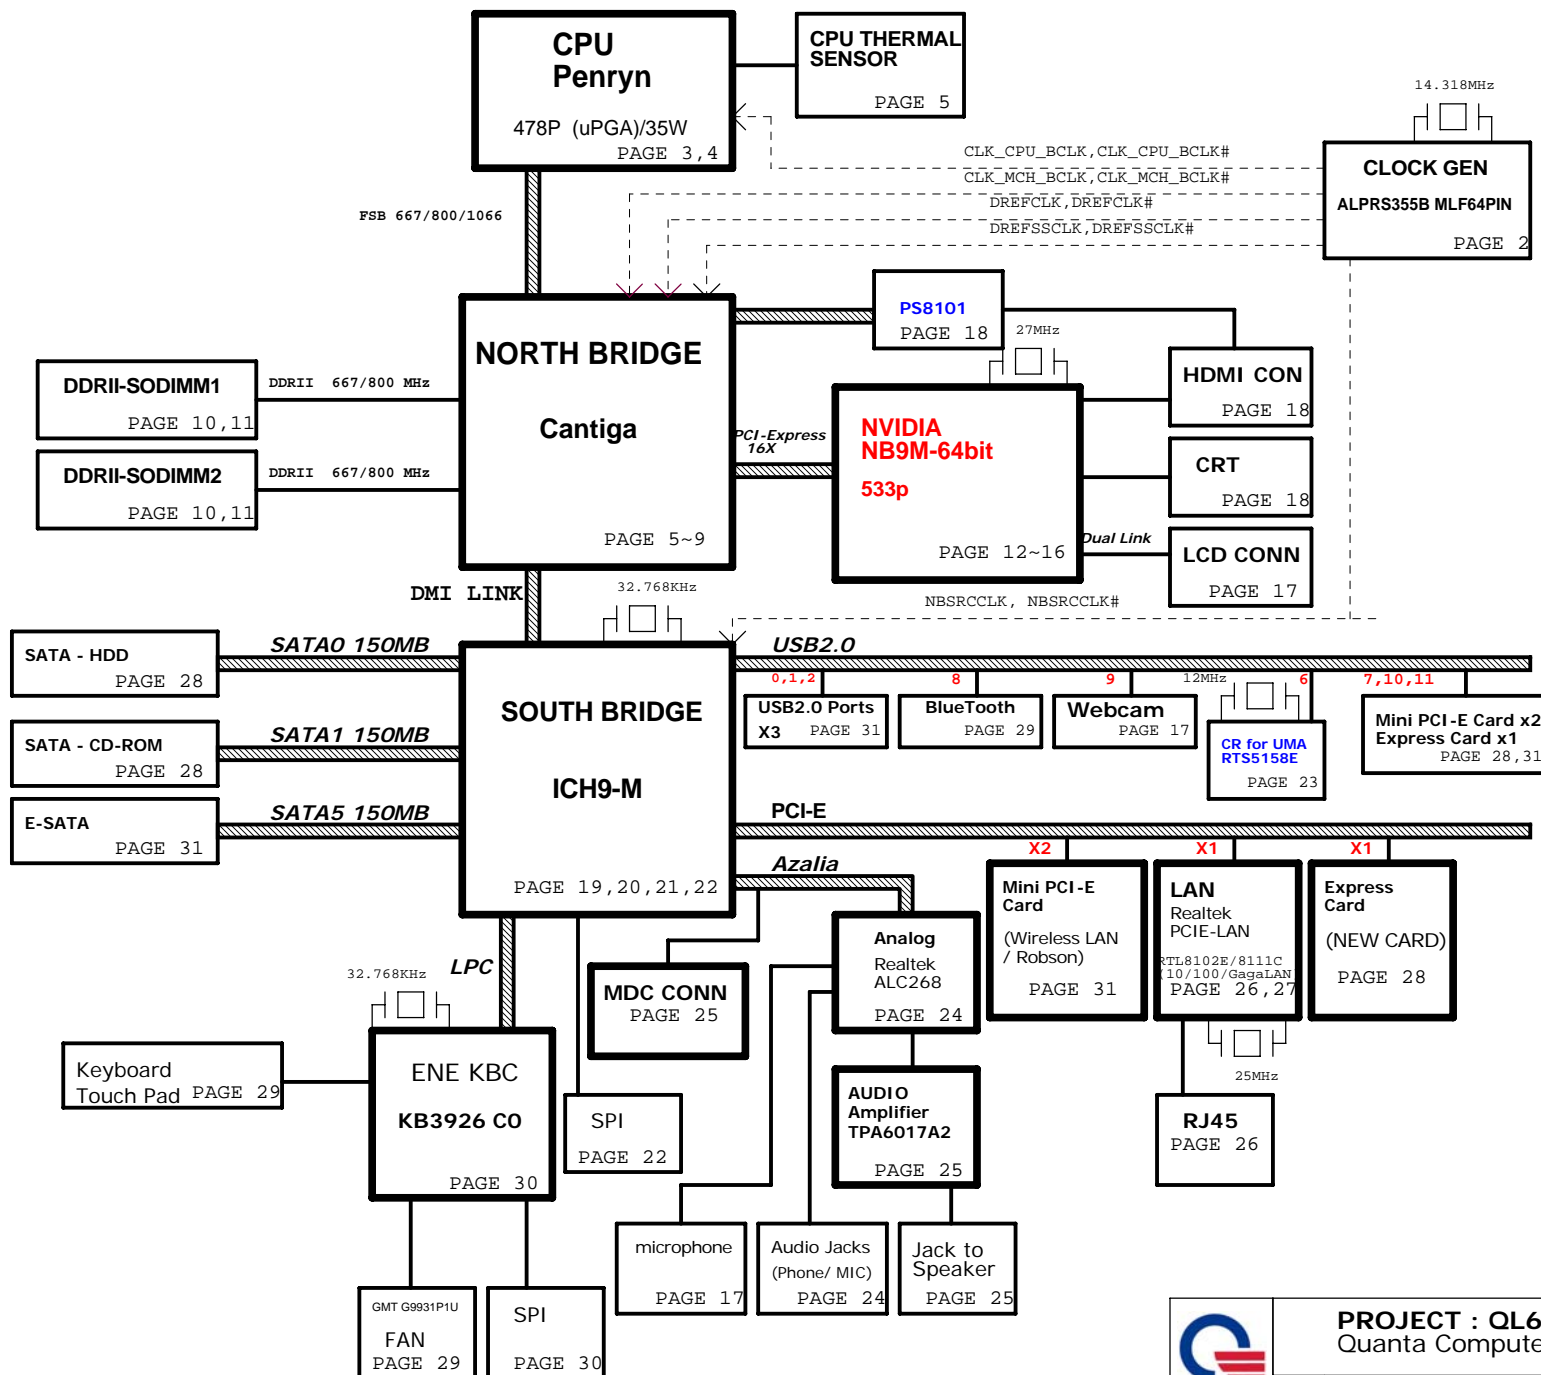 CPU
Penryn
478P (uPGA)/35W
PAGE 3,4
CPU THERMAL
SENSOR
PAGE 5
14.318MHz
CLOCK GEN
ALPRS355B MLF64PIN
PAGE 2
CLK_CPU_BCLK,CLK_CPU_BCLK#
CLK_MCH_BCLK,CLK_MCH_BCLK#
DREFCLK,DREFCLK#
DREFSSCLK,DREFSSCLK#
FSB 667/800/1066
NORTH BRIDGE
Cantiga
PAGE 5~9
DDRII-SODIMM1
PAGE 10,11
DDRII 667/800 MHz
DDRII-SODIMM2
PAGE 10,11
DDRII 667/800 MHz
PS8101
PAGE 18
27MHz
PCI-Express
16X
NVIDIA
NB9M-64bit
533p
PAGE 12~16
HDMI CON
PAGE 18
CRT
PAGE 18
Dual Link
LCD CONN
PAGE 17
DMI LINK
32.768KHz
NBSRCCLK, NBSRCCLK#
SATA - HDD
PAGE 28
SATA0 150MB
SATA - CD-ROM
PAGE 28
SATA1 150MB
E-SATA
PAGE 31
SATA5 150MB
SOUTH BRIDGE
ICH9-M
PAGE 19,20,21,22
USB2.0
0,1,2
8
9
12MHz
6
7,10,11
USB2.0 Ports
X3 PAGE 31
BlueTooth
PAGE 29
Webcam
PAGE 17
CR for UMA
RTS5158E
PAGE 23
Mini PCI-E Card x2
Express Card x1
PAGE 28,31
PCI-E
X2
X1
X1
Mini PCI-E
Card
(Wireless LAN
/ Robson)
PAGE 31
LAN
Realtek
PCIE-LAN
RTL8102E/8111C
(10/100/GagaLAN
PAGE 26,27
Express
Card
(NEW CARD)
PAGE 28
25MHz
RJ45
PAGE 26
Azalia
Analog
Realtek
ALC268
PAGE 24
MDC CONN
PAGE 25
AUDIO
Amplifier
TPA6017A2
PAGE 25
LPC
32.768KHz
ENE KBC
KB3926 C0
PAGE 30
Keyboard
Touch Pad PAGE 29
SPI
PAGE 22
microphone
PAGE 17
Audio Jacks
(Phone/ MIC)
PAGE 24
Jack to
Speaker
PAGE 25
GMT G9931P1U
FAN
PAGE 29
SPI
PAGE 30
PROJECT : QL6
Quanta Compute